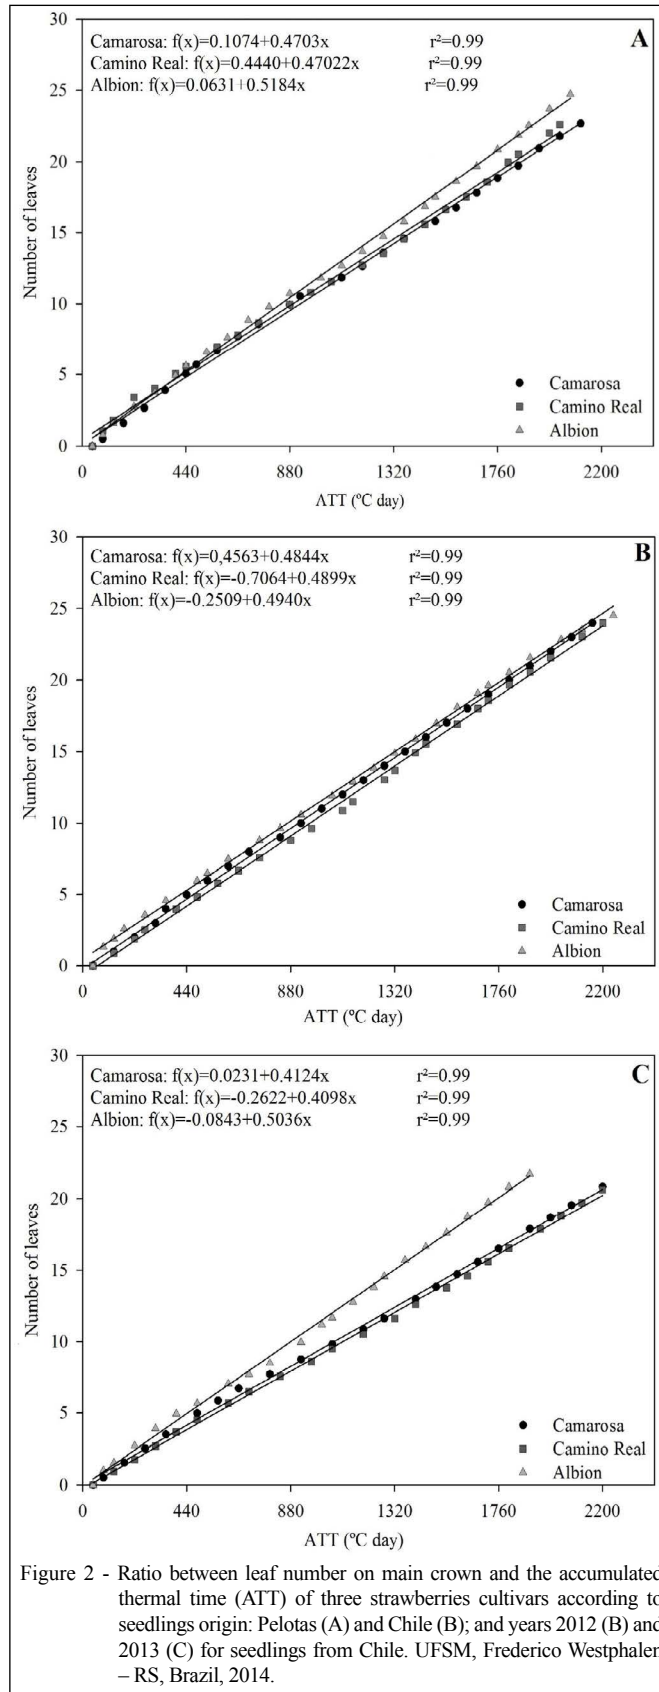 30
25
20
15
10
5
0
Number of leaves
Camarosa: f(x)=0.1074+0.4703x r²=0.99
Camino Real: f(x)=0.4440+0.47022x r²=0.99
Albion: f(x)=0.0631+0.5184x r²=0.99
A
Camarosa
Camino Real
Albion
0 440 880 1320 1760 2200
ATT (ºC day)
30
25
20
15
10
5
0
Number of leaves
Camarosa: f(x)=0,4563+0.4844x r²=0.99
Camino Real: f(x)=-0.7064+0.4899x r²=0.99
Albion: f(x)=-0.2509+0.4940x r²=0.99
B
Camarosa
Camino Real
Albion
0 440 880 1320 1760 2200
ATT (ºC day)
30
25
20
15
10
5
0
Number of leaves
Camarosa: f(x)=0.0231+0.4124x r²=0.99
Camino Real: f(x)=-0.2622+0.4098x r²=0.99
Albion: f(x)=-0.0843+0.5036x r²=0.99
C
Camarosa
Camino Real
Albion
0 440 880 1320 1760 2200
ATT (ºC day)
Figure 2 - Ratio between leaf number on main crown and the accumulated
thermal time (ATT) of three strawberries cultivars according to
seedlings origin: Pelotas (A) and Chile (B); and years 2012 (B) and
2013 (C) for seedlings from Chile. UFSM, Frederico Westphalen
– RS, Brazil, 2014.